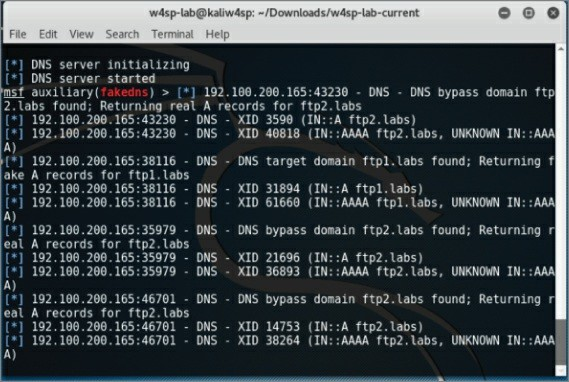 w4sp-lab@kaliw4sp: ~/Downloads/w4sp-lab-current
File Edit View Search Terminal Help
[*] DNS server initializing
[*] DNS server started
msf auxiliary(fakedns) > [*] 192.100.200.165:43230 - DNS - DNS bypass domain ftp
2.labs found; Returning real A records for ftp2.labs
[*] 192.100.200.165:43230 - DNS - XID 3590 (IN::A ftp2.labs)
[*] 192.100.200.165:43230 - DNS - XID 40818 (IN::AAAA ftp2.labs, UNKNOWN IN::AAA
A)
[*] 192.100.200.165:38116 - DNS - DNS target domain ftp1.labs found; Returning f
ake A records for ftp1.labs
[*] 192.100.200.165:38116 - DNS - XID 31894 (IN::A ftp1.labs)
[*] 192.100.200.165:38116 - DNS - XID 61660 (IN::AAAA ftp1.labs, UNKNOWN IN::AAA
A)
[*] 192.100.200.165:35979 - DNS - DNS bypass domain ftp2.labs found; Returning r
eal A records for ftp2.labs
[*] 192.100.200.165:35979 - DNS - XID 21696 (IN::A ftp2.labs)
[*] 192.100.200.165:35979 - DNS - XID 36893 (IN::AAAA ftp2.labs, UNKNOWN IN::AAA
A)
[*] 192.100.200.165:46701 - DNS - DNS bypass domain ftp2.labs found; Returning r
eal A records for ftp2.labs
[*] 192.100.200.165:46701 - DNS - XID 14753 (IN::A ftp2.labs)
[*] 192.100.200.165:46701 - DNS - XID 38264 (IN::AAAA ftp2.labs, UNKNOWN IN::AAA
A)